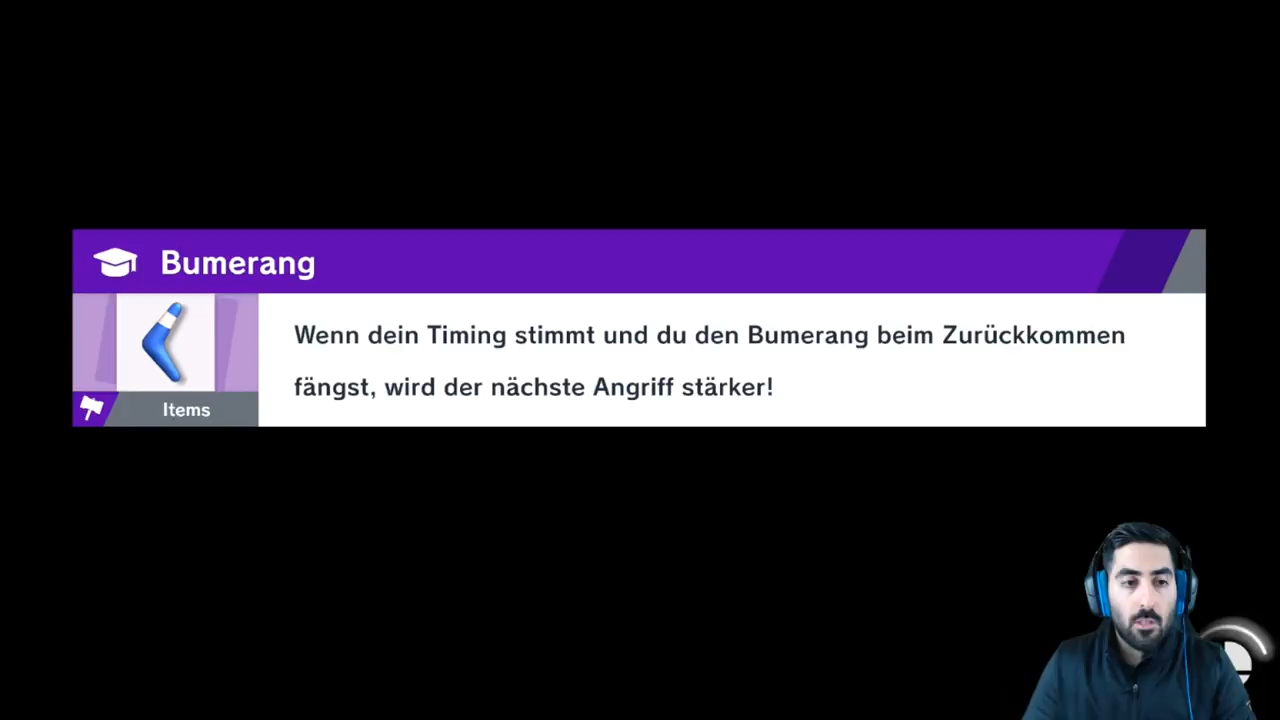 Bumerang
Wenn dein Timing stimmt und du den Bumerang beim Zurückkommen
fängst, wird der nächste Angriff stärker!
Items